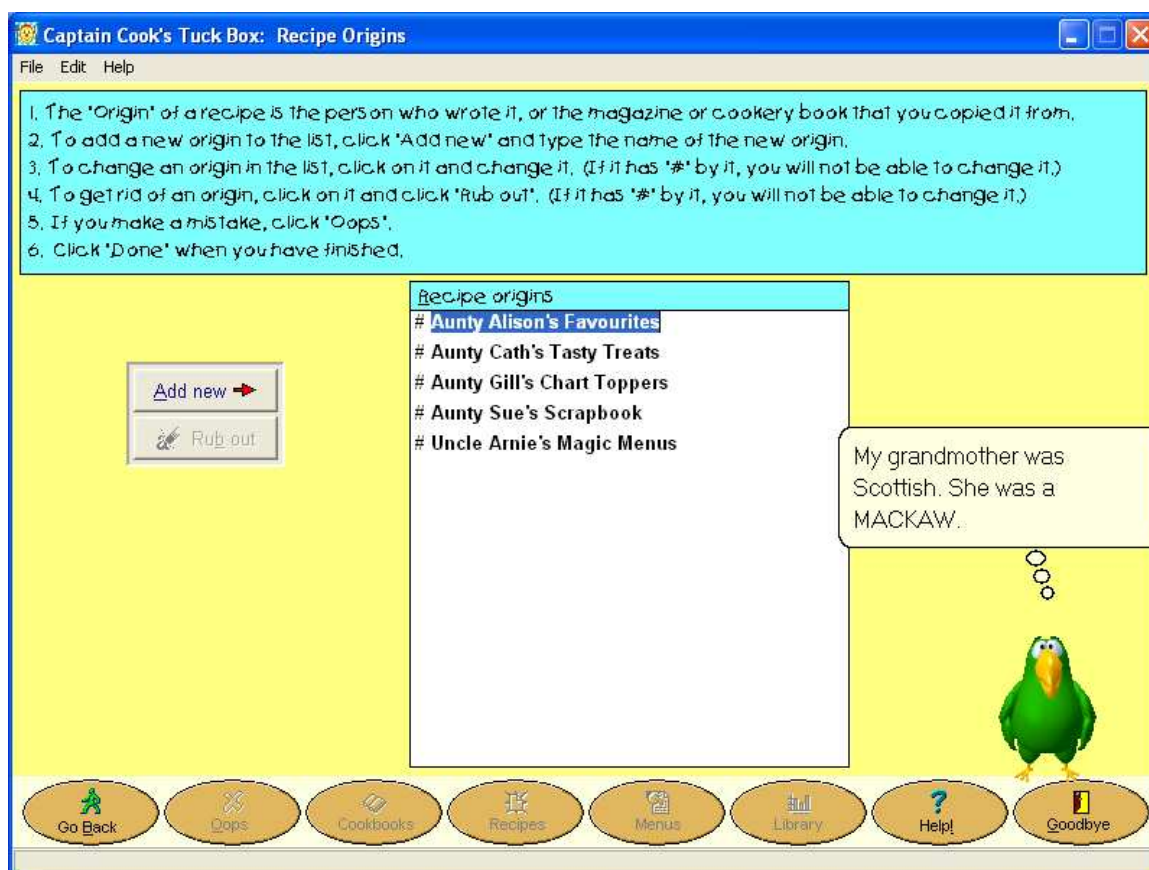 Captain Cook's Tuck Box: Recipe Origins
File Edit Help
1. The 'Origin' of a recipe is the person who wrote it, or the magazine or cookery book that you copied it from.
2. To add a new origin to the list, click 'Add new' and type the name of the new origin.
3. To change an origin in the list, click on it and change it. (If it has '#' by it, you will not be able to change it.)
4. To get rid of an origin, click on it and click 'Rub out'. (If it has '#' by it, you will not be able to change it.)
5. If you make a mistake, click 'Oops'.
6. Click 'Done' when you have finished.
Recipe origins
# Aunty Alison's Favourites
# Aunty Cath's Tasty Treats
# Aunty Gill's Chart Toppers
# Aunty Sue's Scrapbook
# Uncle Arnie's Magic Menus
Add new
Rub out
My grandmother was
Scottish. She was a
MACKAW.
Go Back Oops Cookbooks Recipes Menus Library Help! Goodbye